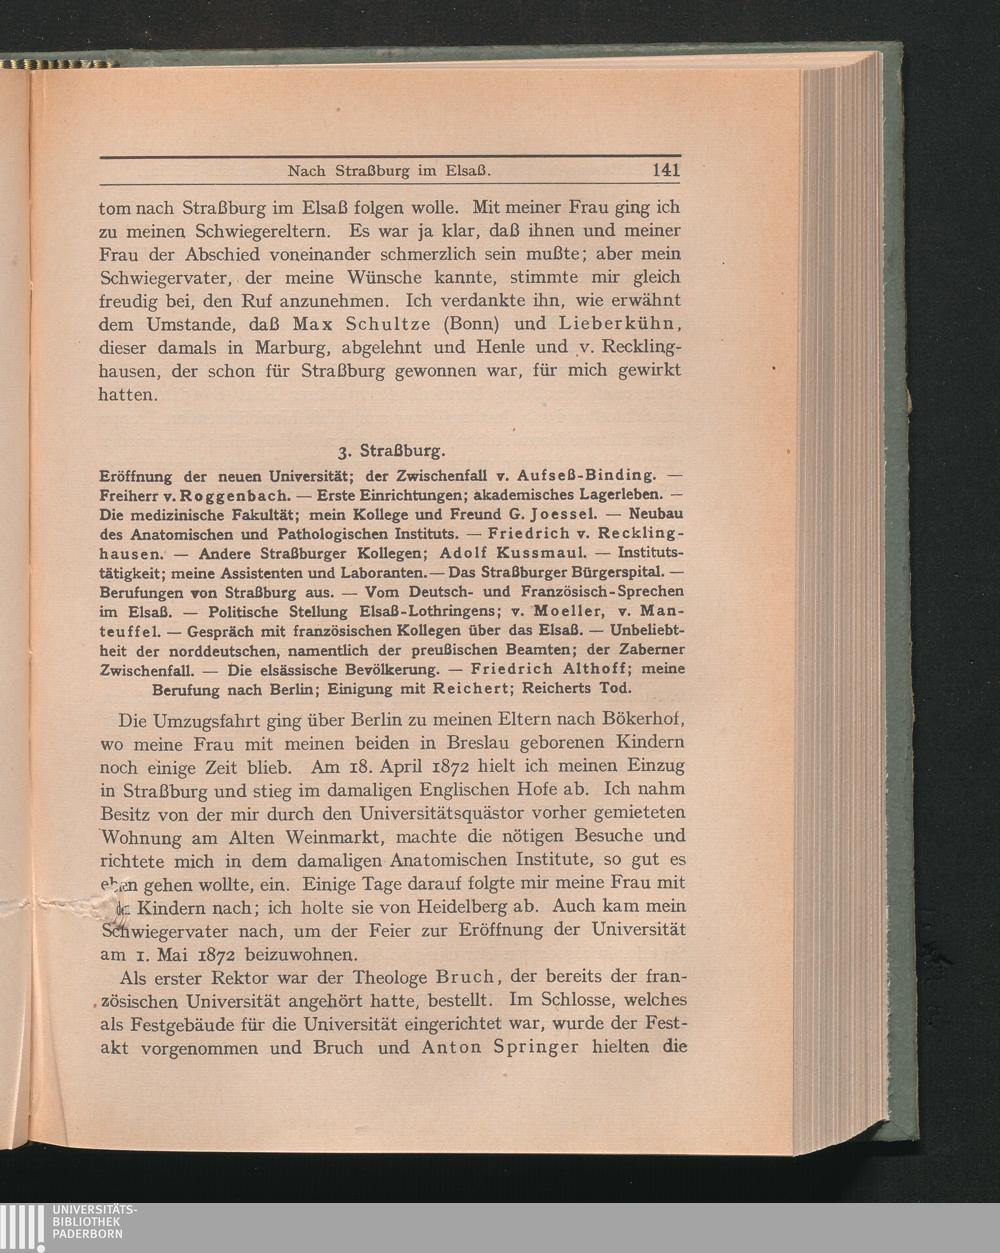 Nach Straßburg im Elsaß. 141
tom nach Straßburg im Elsaß folgen wolle. Mit meiner Frau ging ich
zu meinen Schwiegereltern. Es war ja klar, daß ihnen und meiner
Frau der Abschied voneinander schmerzlich sein mußte; aber mein
Schwiegervater, der meine Wünsche kannte, stimmte mir gleich
freudig bei, den Ruf anzunehmen. Ich verdankte ihn, wie erwähnt
dem Umstande, daß Max Schultze (Bonn) und Lieberkühn,
dieser damals in Marburg, abgelehnt und Henle und v. Reckling-
hausen, der schon für Straßburg gewonnen war, für mich gewirkt
hatten.
3. Straßburg.
Eröffnung der neuen Universität; der Zwischenfall v. Aufseß-Binding. —
Freiherr v. Roggenbach. — Erste Einrichtungen; akademisches Lagerleben. —
Die medizinische Fakultät; mein Kollege und Freund G. Joessel. — Neubau
des Anatomischen und Pathologischen Instituts. — Friedrich v. Reckling-
hausen. — Andere Straßburger Kollegen; Adolf Kussmaul. — Instituts-
tätigkeit; meine Assistenten und Laboranten. — Das Straßburger Bürgerspital. —
Berufungen von Straßburg aus. — Vom Deutsch- und Französisch-Sprechen
im Elsaß. — Politische Stellung Elsaß-Lothringens; v. Moeller, v. Man-
teuffel. — Gespräch mit französischen Kollegen über das Elsaß. — Unbeliebt-
heit der norddeutschen, namentlich der preußischen Beamten; der Zaberner
Zwischenfall. — Die elsässische Bevölkerung. — Friedrich Althoff; meine
Berufung nach Berlin; Einigung mit Reichert; Reicherts Tod.
Die Umzugsfahrt ging über Berlin zu meinen Eltern nach Bökerhof,
wo meine Frau mit meinen beiden in Breslau geborenen Kindern
noch einige Zeit blieb. Am 18. April 1872 hielt ich meinen Einzug
in Straßburg und stieg im damaligen Englischen Hofe ab. Ich nahm
Besitz von der mir durch den Universitätsquästor vorher gemieteten
Wohnung am Alten Weinmarkt, machte die nötigen Besuche und
richtete mich in dem damaligen Anatomischen Institute, so gut es
eben gehen wollte, ein. Einige Tage darauf folgte mir meine Frau mit
Kindern nach; ich holte sie von Heidelberg ab. Auch kam mein
Schwiegervater nach, um der Feier zur Eröffnung der Universität
am 1. Mai 1872 beizuwohnen.
Als erster Rektor war der Theologe Bruch, der bereits der fran-
zösischen Universität angehört hatte, bestellt. Im Schlosse, welches
als Festgebäude für die Universität eingerichtet war, wurde der Fest-
akt vorgenommen und Bruch und Anton Springer hielten die
UNIVERSITÄTS-
BIBLIOTHEK
PADERBORN